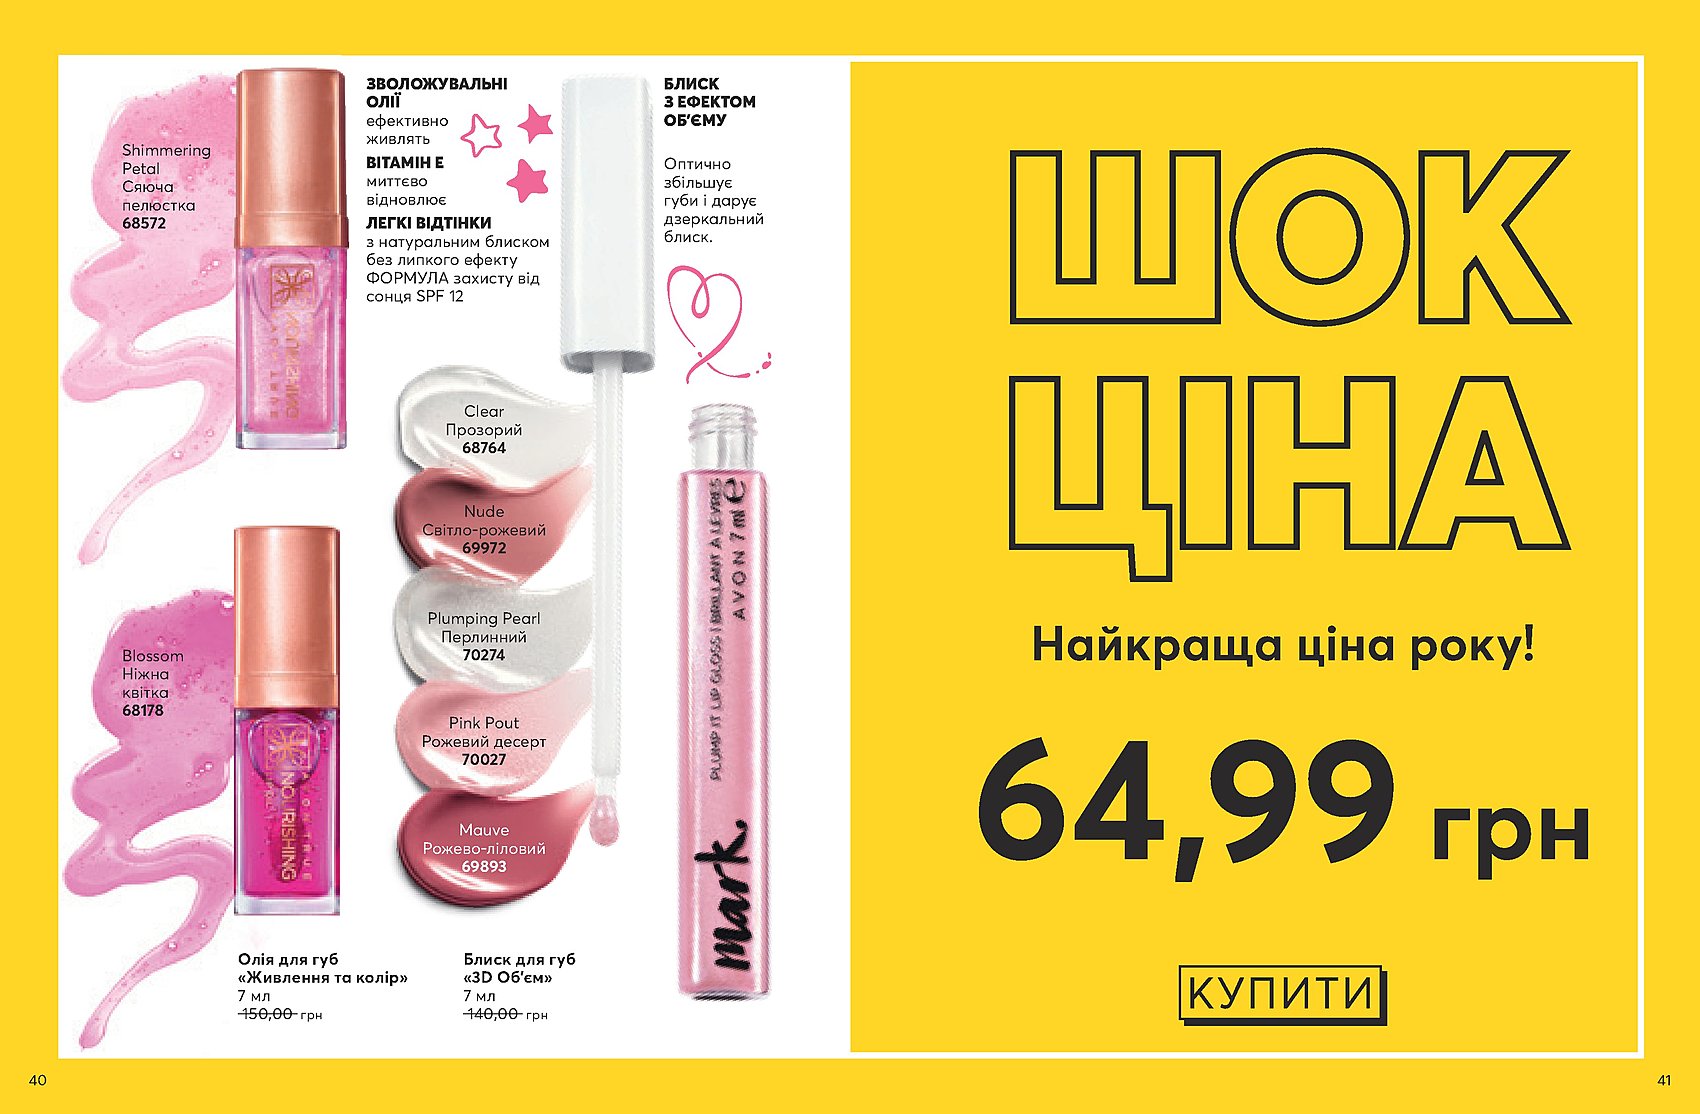 Shimmering
Petal
Сяюча
пелюстка
68572
ЗВОЛОЖУВАЛЬНІ
ОЛІЇ
ефективно
живлять
ВІТАМІН Е
миттєво
відновлює
ЛЕГКІ ВІДТІНКИ
з натуральним блиском
без липкого ефекту
ФОРМУЛА захисту від
сонця SPF 12
БЛИСК
З ЕФЕКТОМ
ОБ'ЄМУ
Оптично
збільшує
губи і дарує
дзеркальний
блиск.
Clear
Прозорий
68764
Nude
Світло-рожевий
69972
Plumping Pearl
Перлинний
70274
Pink Pout
Рожевий десерт
70027
Mauve
Рожево-ліловий
69893
Blossom
Ніжна
квітка
68178
NOURISHING
NOURISHING
PLUMP IT LIP GLOSS | BRILLANT À LÈVRES
AVON 7 ml e
mark.
Олія для губ
«Живлення та колір»
7 мл
150,00 грн
Блиск для губ
«3D Об'єм»
7 мл
140,00 грн
40
ШОК
ЦІНА
Найкраща ціна року!
64,99 грн
КУПИТИ
41